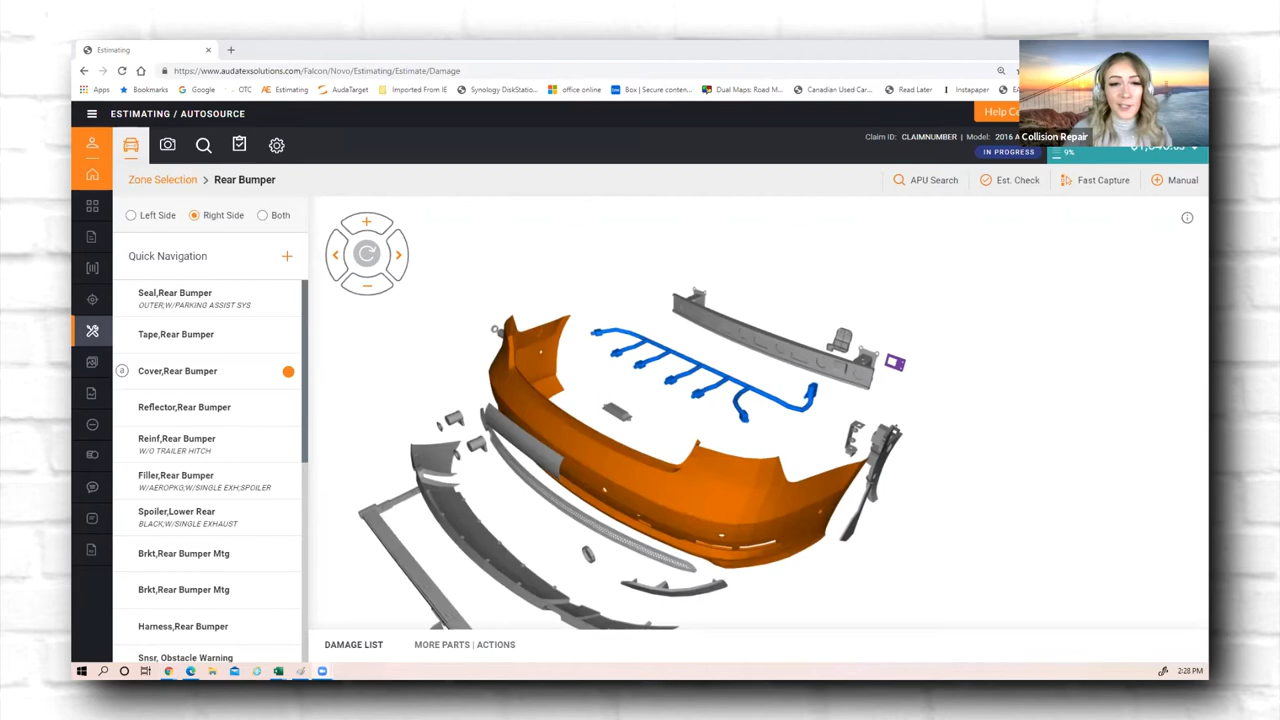 Estimating
https://www.audatexsolutions.com/Falcon/Novo/Estimating/Estimate/Damage
Apps Bookmarks Google OTC Estimating AudaTarget Imported From IE Synology DiskStatio... office online Box | Secure conten... Dual Maps: Road M... Canadian Used Car... Read Later Instapaper
ESTIMATING / AUTOSOURCE
Help Ce
Collision Repair
Claim ID: CLAIMNUMBER | Model: 2016 A
IN PROGRESS
9%
Zone Selection > Rear Bumper
APU Search Est. Check Fast Capture Manual
Left Side Right Side Both
Quick Navigation
Seal,Rear Bumper
OUTER;W/PARKING ASSIST SYS
Tape,Rear Bumper
a Cover,Rear Bumper
Reflector,Rear Bumper
Reinf,Rear Bumper
W/O TRAILER HITCH
Filler,Rear Bumper
W/AEROPKG,W/SINGLE EXH;SPOILER
Spoiler,Lower Rear
BLACK,W/SINGLE EXHAUST
Brkt,Rear Bumper Mtg
Brkt,Rear Bumper Mtg
Harness,Rear Bumper
Snsr, Obstacle Warning
DAMAGE LIST MORE PARTS | ACTIONS
2:28 PM